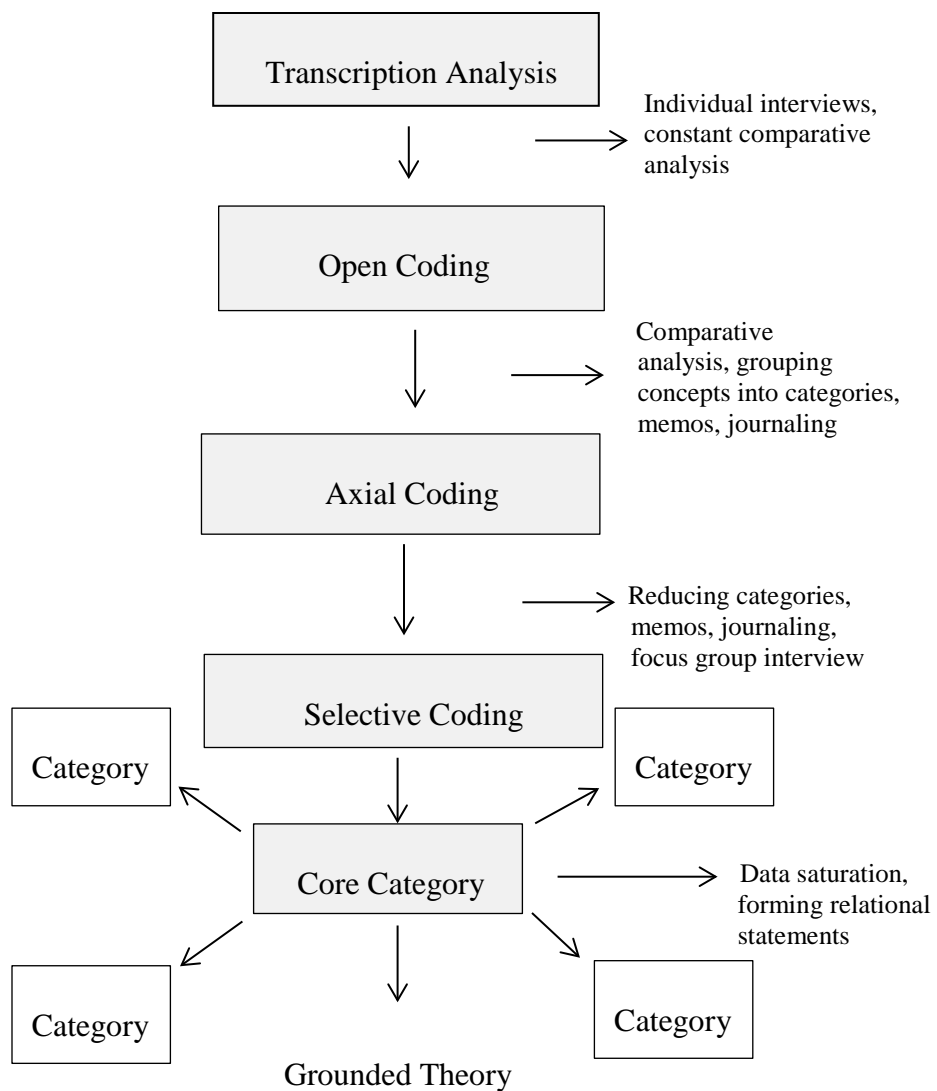 Transcription Analysis
Individual interviews,
constant comparative
analysis
Open Coding
Comparative
analysis, grouping
concepts into categories,
memos, journaling
Axial Coding
Reducing categories,
memos, journaling,
focus group interview
Selective Coding
Category
Category
Core Category
Data saturation,
forming relational
statements
Category
Category
Grounded Theory